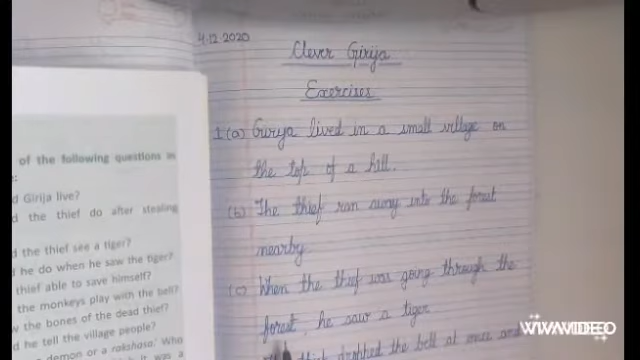 4.12.2020
Clever Girija
Exercises
1 (a) Girija lived in a small village on
the top of a hill.
(b) The thief ran away into the forest
nearby
(c) When the thief was going through the
forest, he saw a tiger
thief dropped the bell at once and
of the following questions in
Girija live?
the thief do after stealing
the thief see a tiger?
he do when he saw the tiger?
thief able to save himself?
the monkeys play with the bell?
the bones of the dead thief?
he tell the village people?
demon or a rakshasa.' Who
it was a
VIVAVIDEO